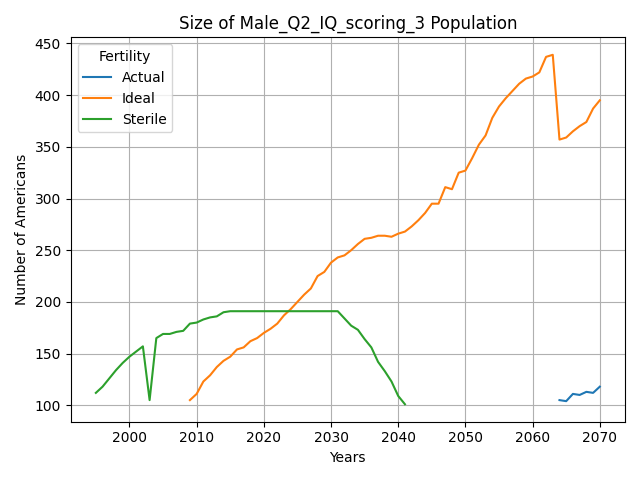 Size of Male_Q2_IQ_scoring_3 Population
Fertility
Actual
Ideal
Sterile
Number of Americans
450
400
350
300
250
200
150
100
2000 2010 2020 2030 2040 2050 2060 2070
Years